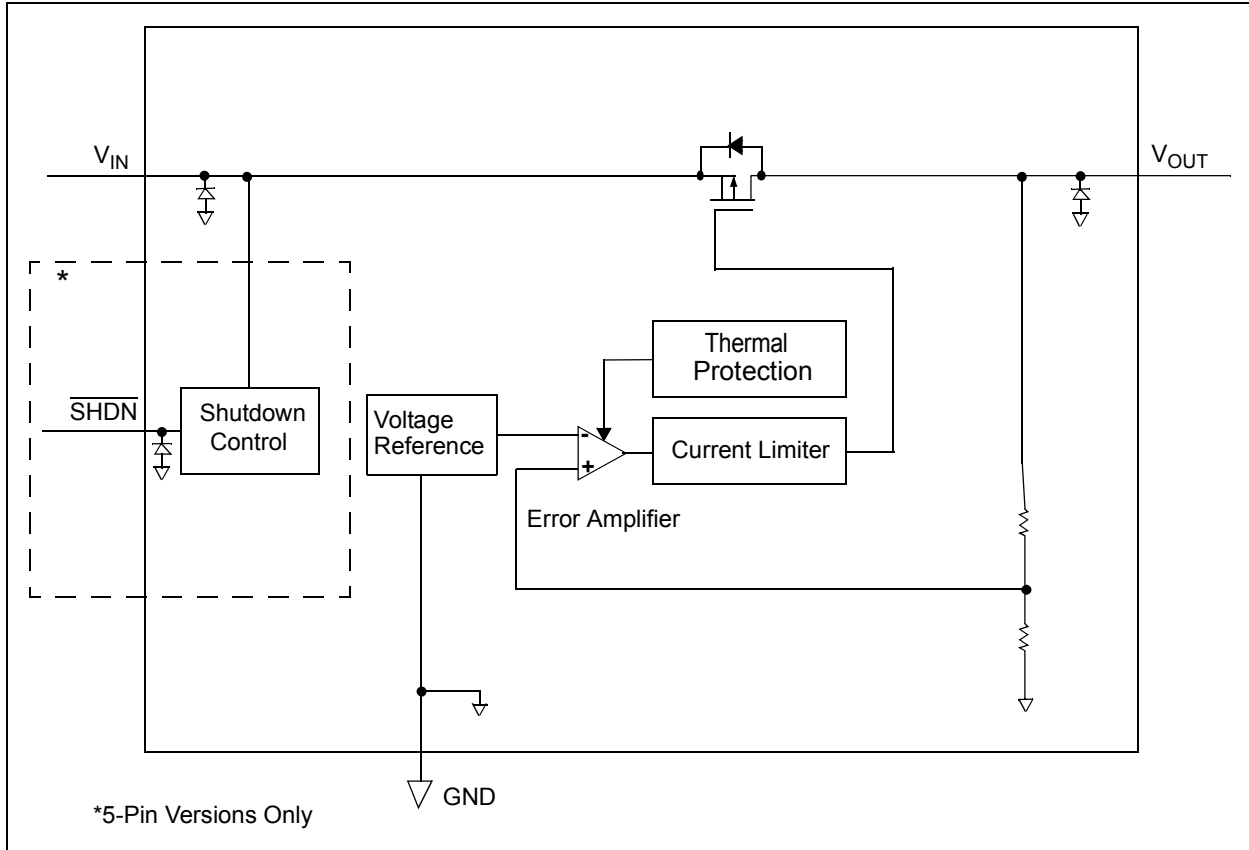 V_IN
V_OUT
*
Thermal
Protection
SHDN
Shutdown
Control
Voltage
Reference
-
+
Current Limiter
Error Amplifier
GND
*5-Pin Versions Only